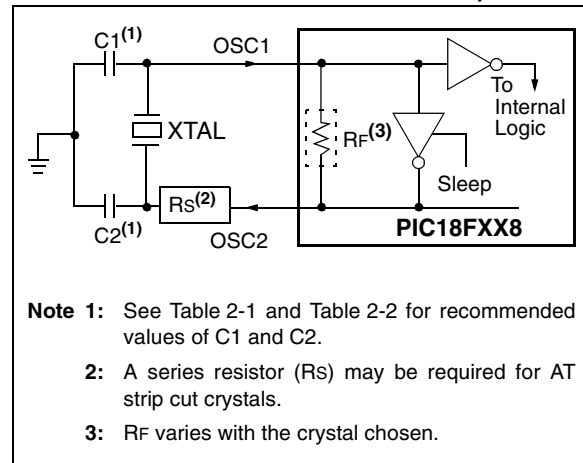 C1(1)
OSC1
To
Internal
Logic
XTAL
RF(3)
Sleep
C2(1)
RS(2)
OSC2
PIC18FXX8
Note 1: See Table 2-1 and Table 2-2 for recommended
values of C1 and C2.
2: A series resistor (RS) may be required for AT
strip cut crystals.
3: RF varies with the crystal chosen.